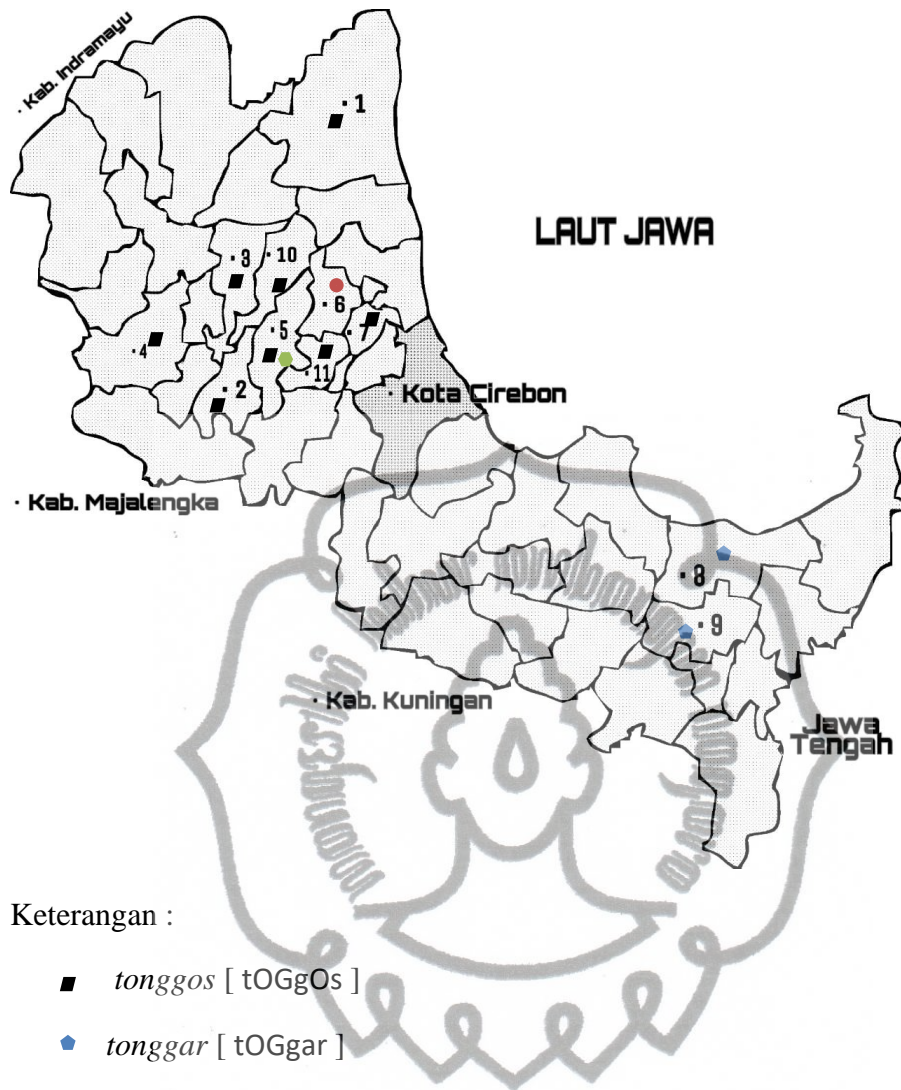 · Kab. Indramayu
· 1
LAUT JAWA
· 3
· 10
· 6
· 7
· 5
· 4
· 11
· 2
· Kota Cirebon
· Kab. Majalengka
· 8
· 9
· Kab. Kuningan
Jawa
Tengah
Keterangan :
tonggos [ tOGgOs ]
tonggar [ tOGgar ]